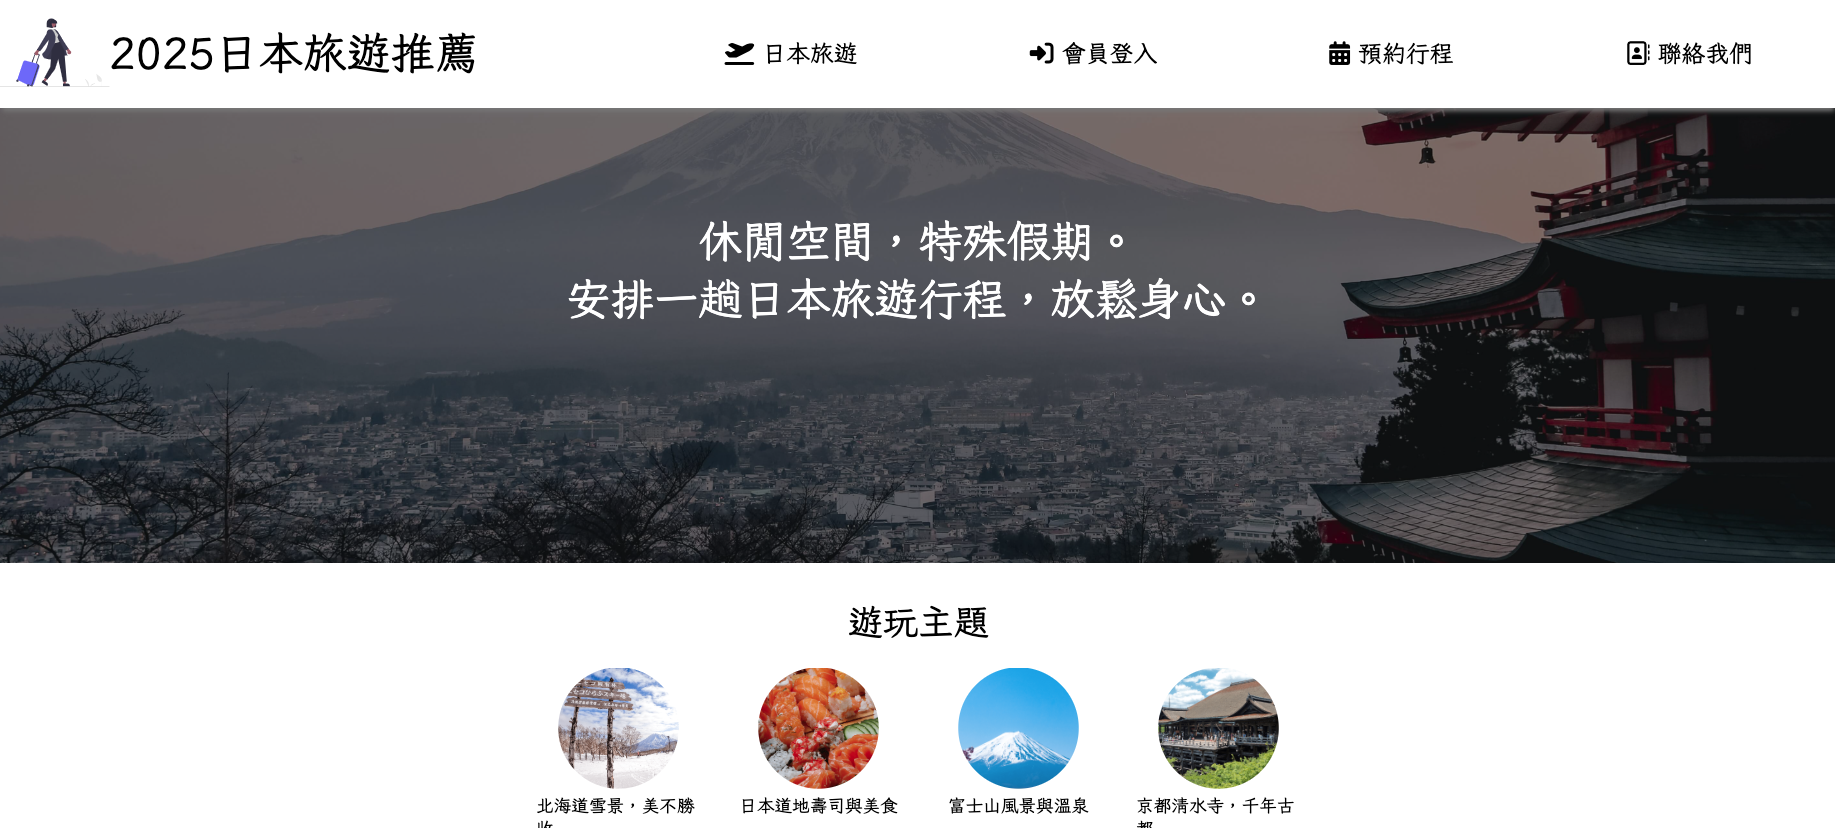 2025日本旅遊推薦
日本旅遊
會員登入
預約行程
聯絡我們
休閒空間，特殊假期。
安排一趟日本旅遊行程，放鬆身心。
遊玩主題
北海道雪景，美不勝
收
日本道地壽司與美食
富士山風景與溫泉
京都清水寺，千年古
都